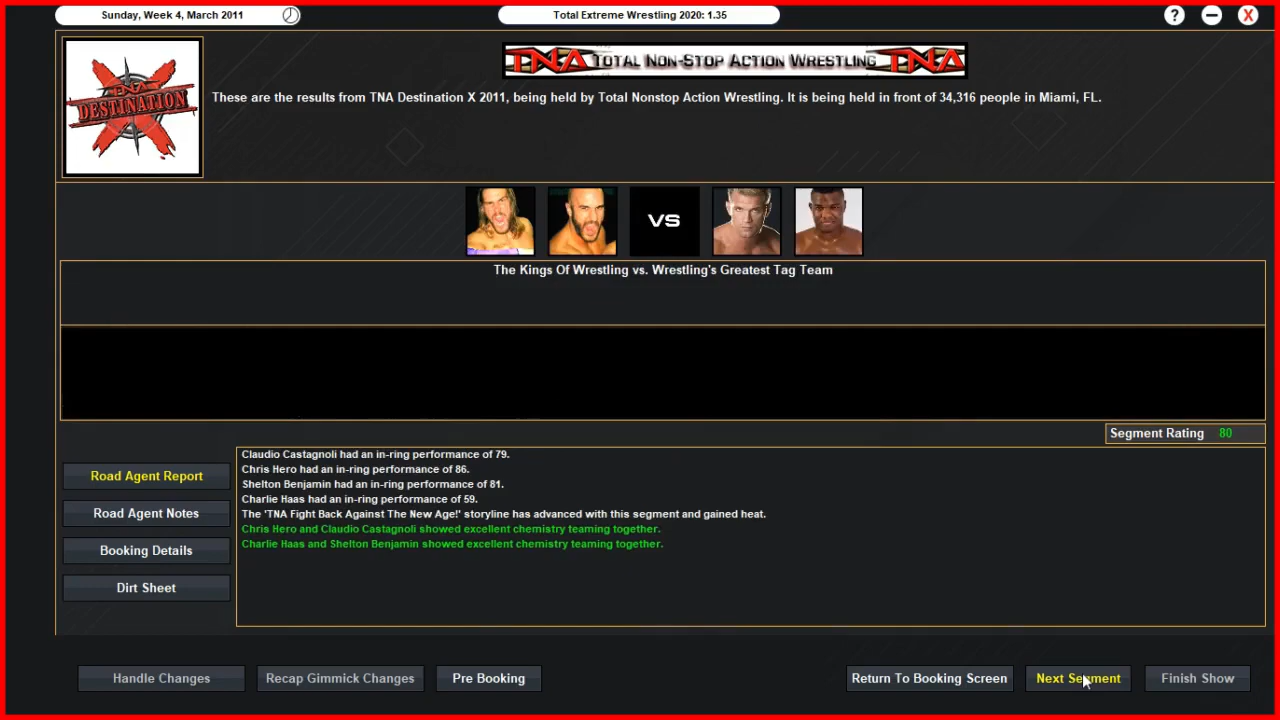 Sunday, Week 4, March 2011
Total Extreme Wrestling 2020: 1.35
?
X
TNA DESTINATION X
TNA TOTAL NON-STOP ACTION WRESTLING TNA
These are the results from TNA Destination X 2011, being held by Total Nonstop Action Wrestling. It is being held in front of 34,316 people in Miami, FL.
VS
The Kings Of Wrestling vs. Wrestling's Greatest Tag Team
Segment Rating 80
Road Agent Report
Road Agent Notes
Booking Details
Dirt Sheet
Claudio Castagnoli had an in-ring performance of 79.
Chris Hero had an in-ring performance of 86.
Shelton Benjamin had an in-ring performance of 81.
Charlie Haas had an in-ring performance of 59.
The 'TNA Fight Back Against The New Age!' storyline has advanced with this segment and gained heat.
Chris Hero and Claudio Castagnoli showed excellent chemistry teaming together.
Charlie Haas and Shelton Benjamin showed excellent chemistry teaming together.
Handle Changes
Recap Gimmick Changes
Pre Booking
Return To Booking Screen
Next Segment
Finish Show